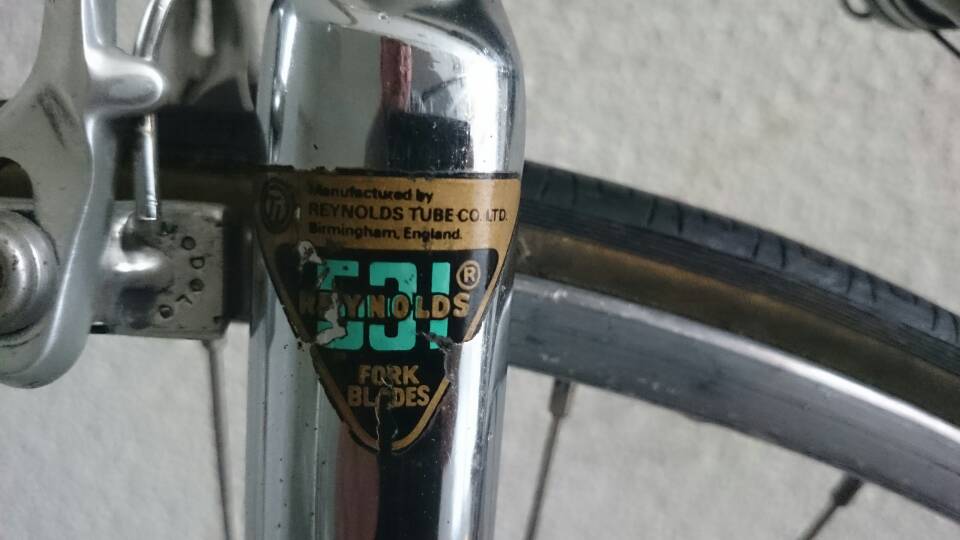 Manufactured by
REYNOLDS TUBE CO. LTD.
Birmingham, England.
531 ®
REYNOLDS
FORK
BLADES